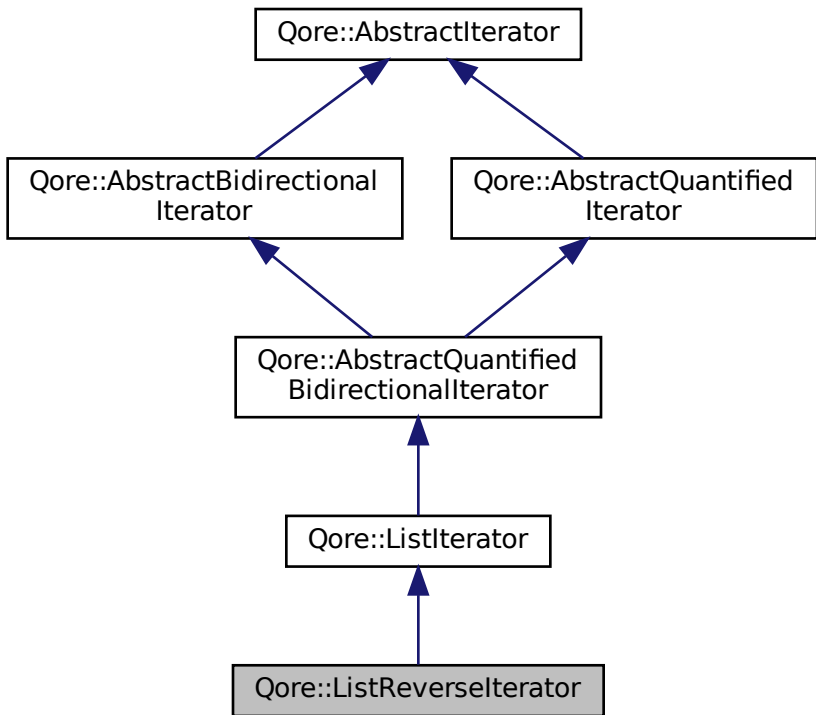 Qore::AbstractIterator
Qore::AbstractBidirectional
Iterator
Qore::AbstractQuantified
Iterator
Qore::AbstractQuantified
BidirectionalIterator
Qore::ListIterator
Qore::ListReverseIterator